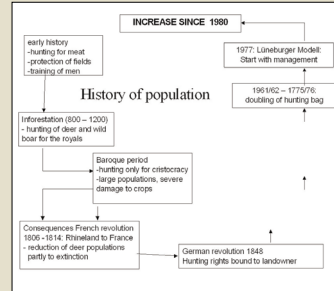 INCREASE SINCE 1980
early history
-hunting for meat
-protection of fields
-training of men
1977: Lüneburger Modell:
Start with management
History of population
1961/62 – 1775/76:
doubling of hunting bag
Inforestation (800 – 1200)
- hunting of deer and wild
boar for the royals
Baroque period
-hunting only for cristocracy
-large populations, severe
damage to crops
Consequences French revolution
1806 -1814: Rhineland to France
- reduction of deer populations
partly to extinction
German revolution 1848
Hunting rights bound to landowner